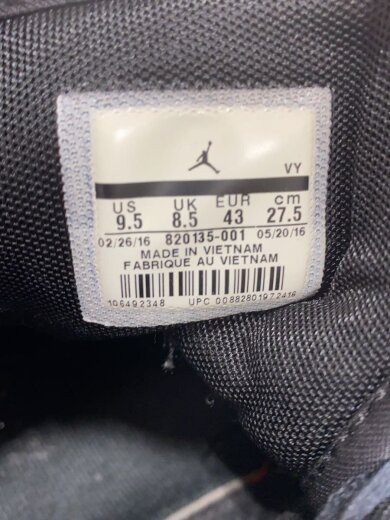 VY
US UK EUR cm
9.5 8.5 43 27.5
02/26/16 820135-001 05/20/16
MADE IN VIETNAM
FABRIQUE AU VIETNAM
106492348 UPC 00882801972416